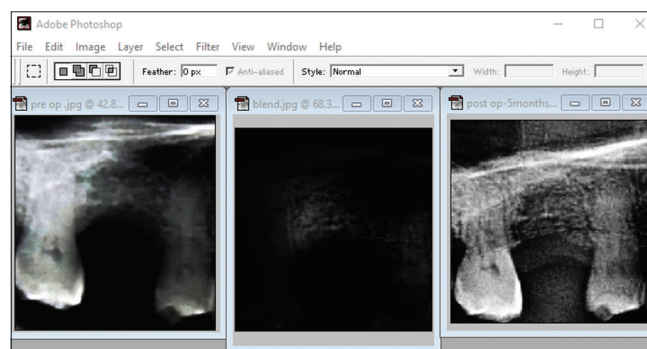 Adobe Photoshop
File Edit Image Layer Select Filter View Window Help
Feather: 0 px Anti-aliased Style: Normal Width: Height:
pre op .jpg @ 42.8... blend.jpg @ 68.3... post op-5months...